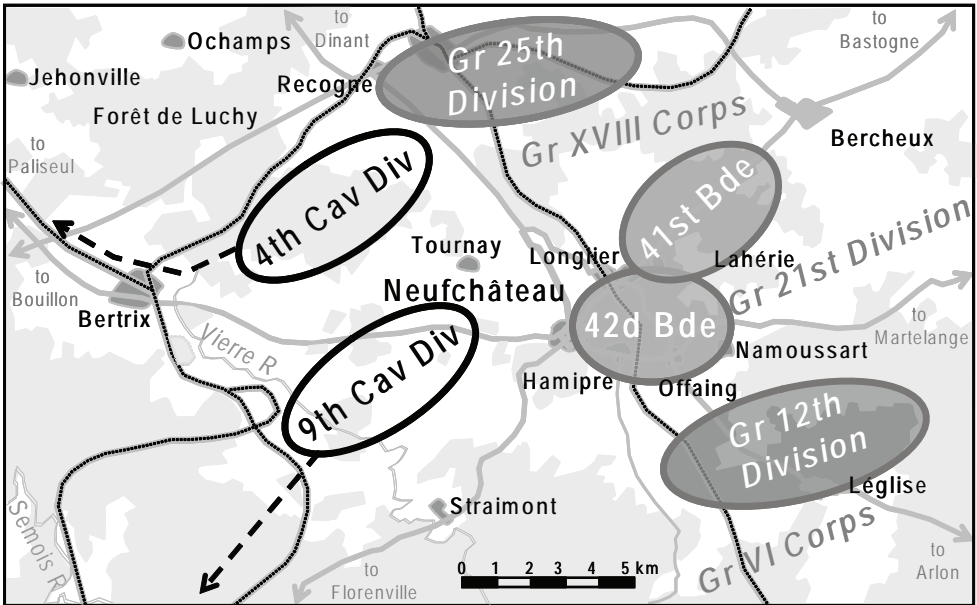 to
Dinant
Ochamps
Jehonville
Recogne
Forêt de Luchy
Gr 25th
Division
to
Bastogne
Gr XVIII Corps
Bercheux
to
Paliseul
4th Cav Div
41st Bde
Tournay
Longlier
Lahérie
Gr 21st Division
Neufchâteau
to
Bouillon
Bertrix
Vierre R
42d Bde
to
Martelange
9th Cav Div
Namoussart
Hamipre
Offaing
Gr 12th
Division
Léglise
Straimont
Semois R
Gr VI Corps
to
Florenville
0 1 2 3 4 5 km
to
Arlon